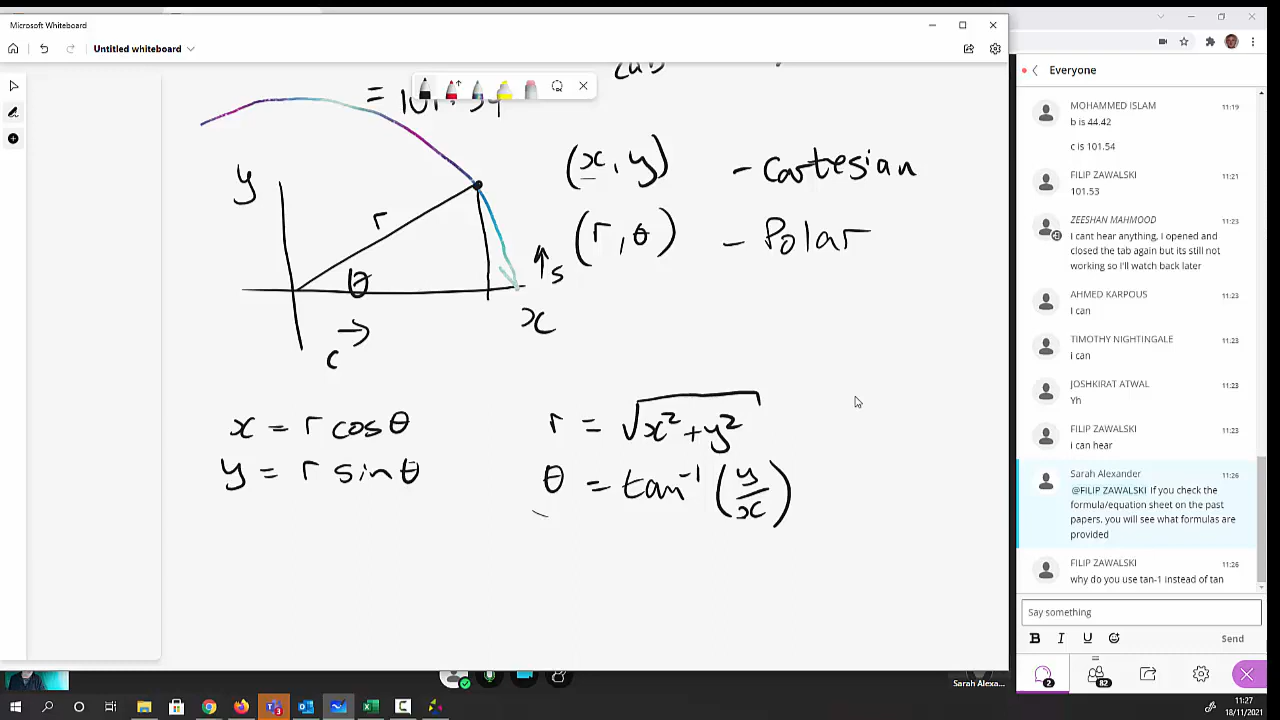 Microsoft Whiteboard
Untitled whiteboard
y
r
θ
x
c
s
(x, y) - Cartesian
(r, θ) - Polar
x = r cosθ
y = r sinθ
r = √x²+y²
θ = tan⁻¹ (y/x)
Everyone
MOHAMMED ISLAM 11:19
b is 44.42
c is 101.54
FILIP ZAWALSKI 11:21
101.53
ZEESHAN MAHMOOD 11:23
I cant hear anything, I opened and
closed the tab again but its still not
working so I'll watch back later
AHMED KARPOUS 11:23
I can
TIMOTHY NIGHTINGALE 11:23
i can
JOSHKIRAT ATWAL 11:23
Yh
FILIP ZAWALSKI 11:23
i can hear
Sarah Alexander 11:26
@FILIP ZAWALSKI If you check the
formula/equation sheet on the past
papers. you will see what formulas are
provided
FILIP ZAWALSKI 11:26
why do you use tan-1 instead of tan
Say something
B I U Send
2
82
Sarah Alexa...
11:27
18/11/2021